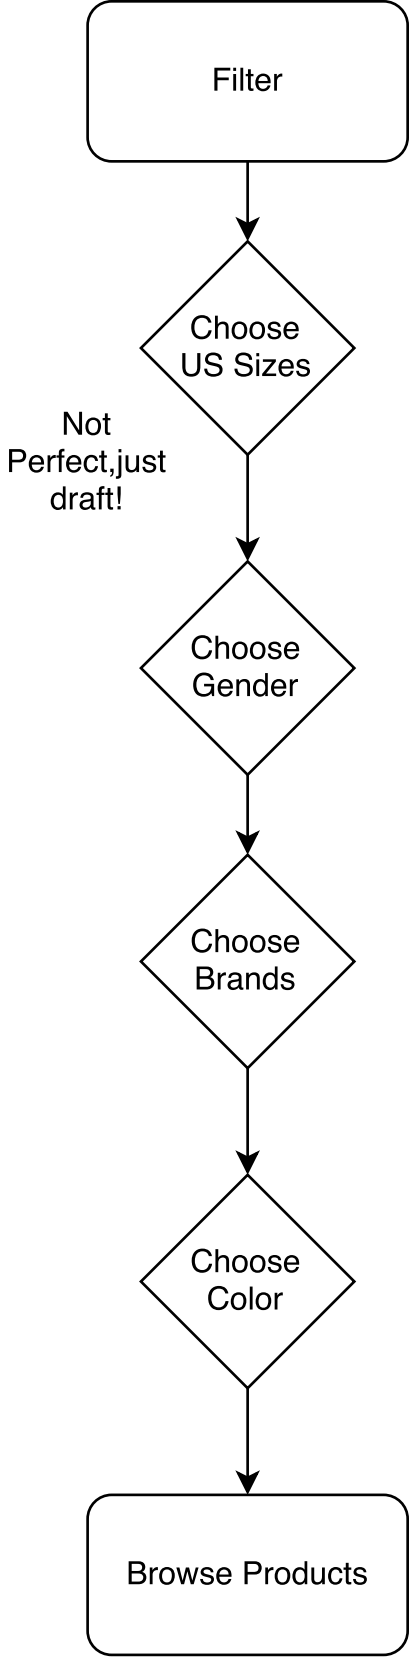 Filter
Choose
US Sizes
Not
Perfect,just
draft!
Choose
Gender
Choose
Brands
Choose
Color
Browse Products